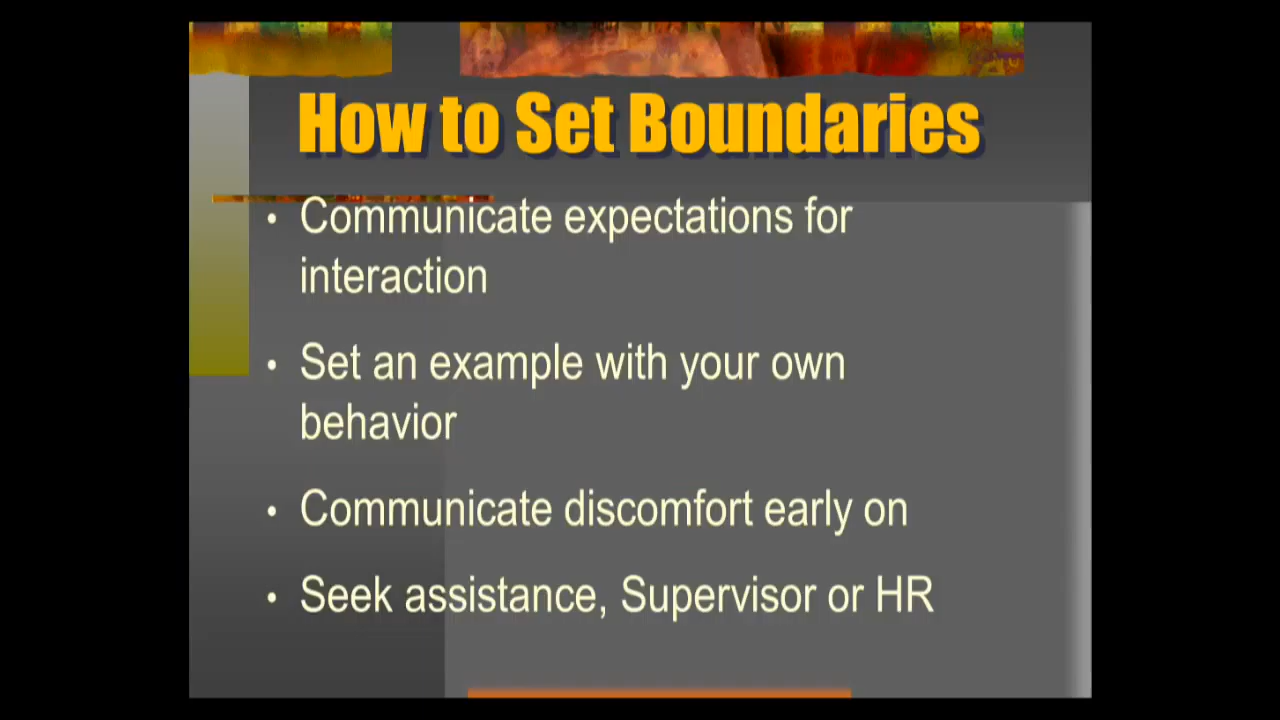 How to Set Boundaries
• Communicate expectations for
interaction
• Set an example with your own
behavior
• Communicate discomfort early on
• Seek assistance, Supervisor or HR